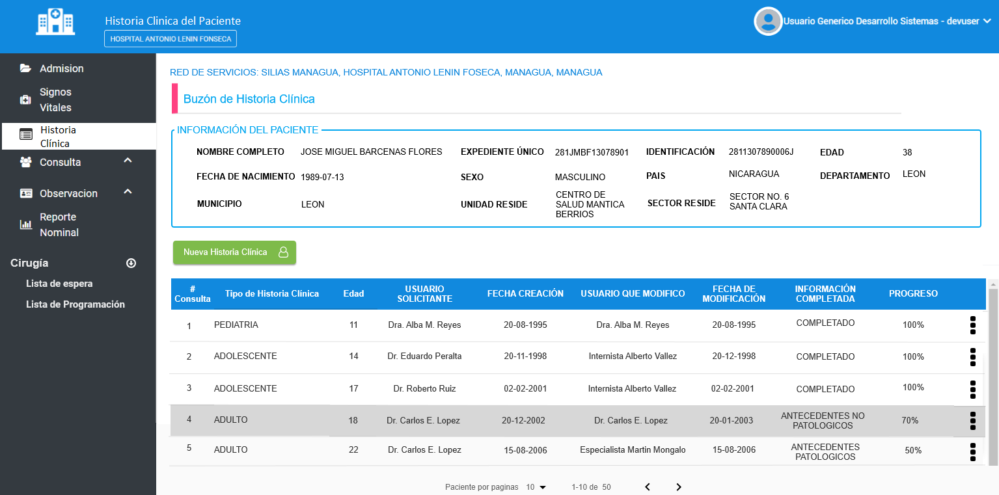 Historia Clinica del Paciente
HOSPITAL ANTONIO LENIN FONSECA
Usuario Generico Desarrollo Sistemas - devuser
Admision
Signos
Vitales
Historia
Clínica
Consulta
Observacion
Reporte
Nominal
Cirugía
Lista de espera
Lista de Programación
RED DE SERVICIOS: SILIAS MANAGUA, HOSPITAL ANTONIO LENIN FOSECA, MANAGUA, MANAGUA
Buzón de Historia Clínica
INFORMACIÓN DEL PACIENTE
NOMBRE COMPLETO JOSE MIGUEL BARCENAS FLORES EXPEDIENTE ÚNICO 281JMBF13078901 IDENTIFICACIÓN 2811307890006J EDAD 38
FECHA DE NACIMIENTO 1989-07-13 SEXO MASCULINO PAIS NICARAGUA DEPARTAMENTO LEON
MUNICIPIO LEON UNIDAD RESIDE CENTRO DE
SALUD MANTICA
BERRIOS
SECTOR RESIDE SECTOR NO. 6
SANTA CLARA
Nueva Historia Clínica
# Consulta Tipo de Historia Clínica Edad USUARIO SOLICITANTE FECHA CREACIÓN USUARIO QUE MODIFICO FECHA DE MODIFICACIÓN INFORMACIÓN COMPLETADA PROGRESO
1 PEDIATRIA 11 Dra. Alba M. Reyes 20-08-1995 Dra. Alba M. Reyes 20-08-1995 COMPLETADO 100%
2 ADOLESCENTE 14 Dr. Eduardo Peralta 20-11-1998 Internista Alberto Vallez 20-12-1998 COMPLETADO 100%
3 ADOLESCENTE 17 Dr. Roberto Ruiz 02-02-2001 Internista Alberto Vallez 02-02-2001 COMPLETADO 100%
4 ADULTO 18 Dr. Carlos E. Lopez 20-12-2002 Dr. Carlos E. Lopez 20-01-2003 ANTECEDENTES NO PATOLOGICOS 70%
5 ADULTO 22 Dr. Carlos E. Lopez 15-08-2006 Especialista Martin Mongalo 15-08-2006 ANTECEDENTES PATOLOGICOS 50%
Paciente por paginas 10 1-10 de 50